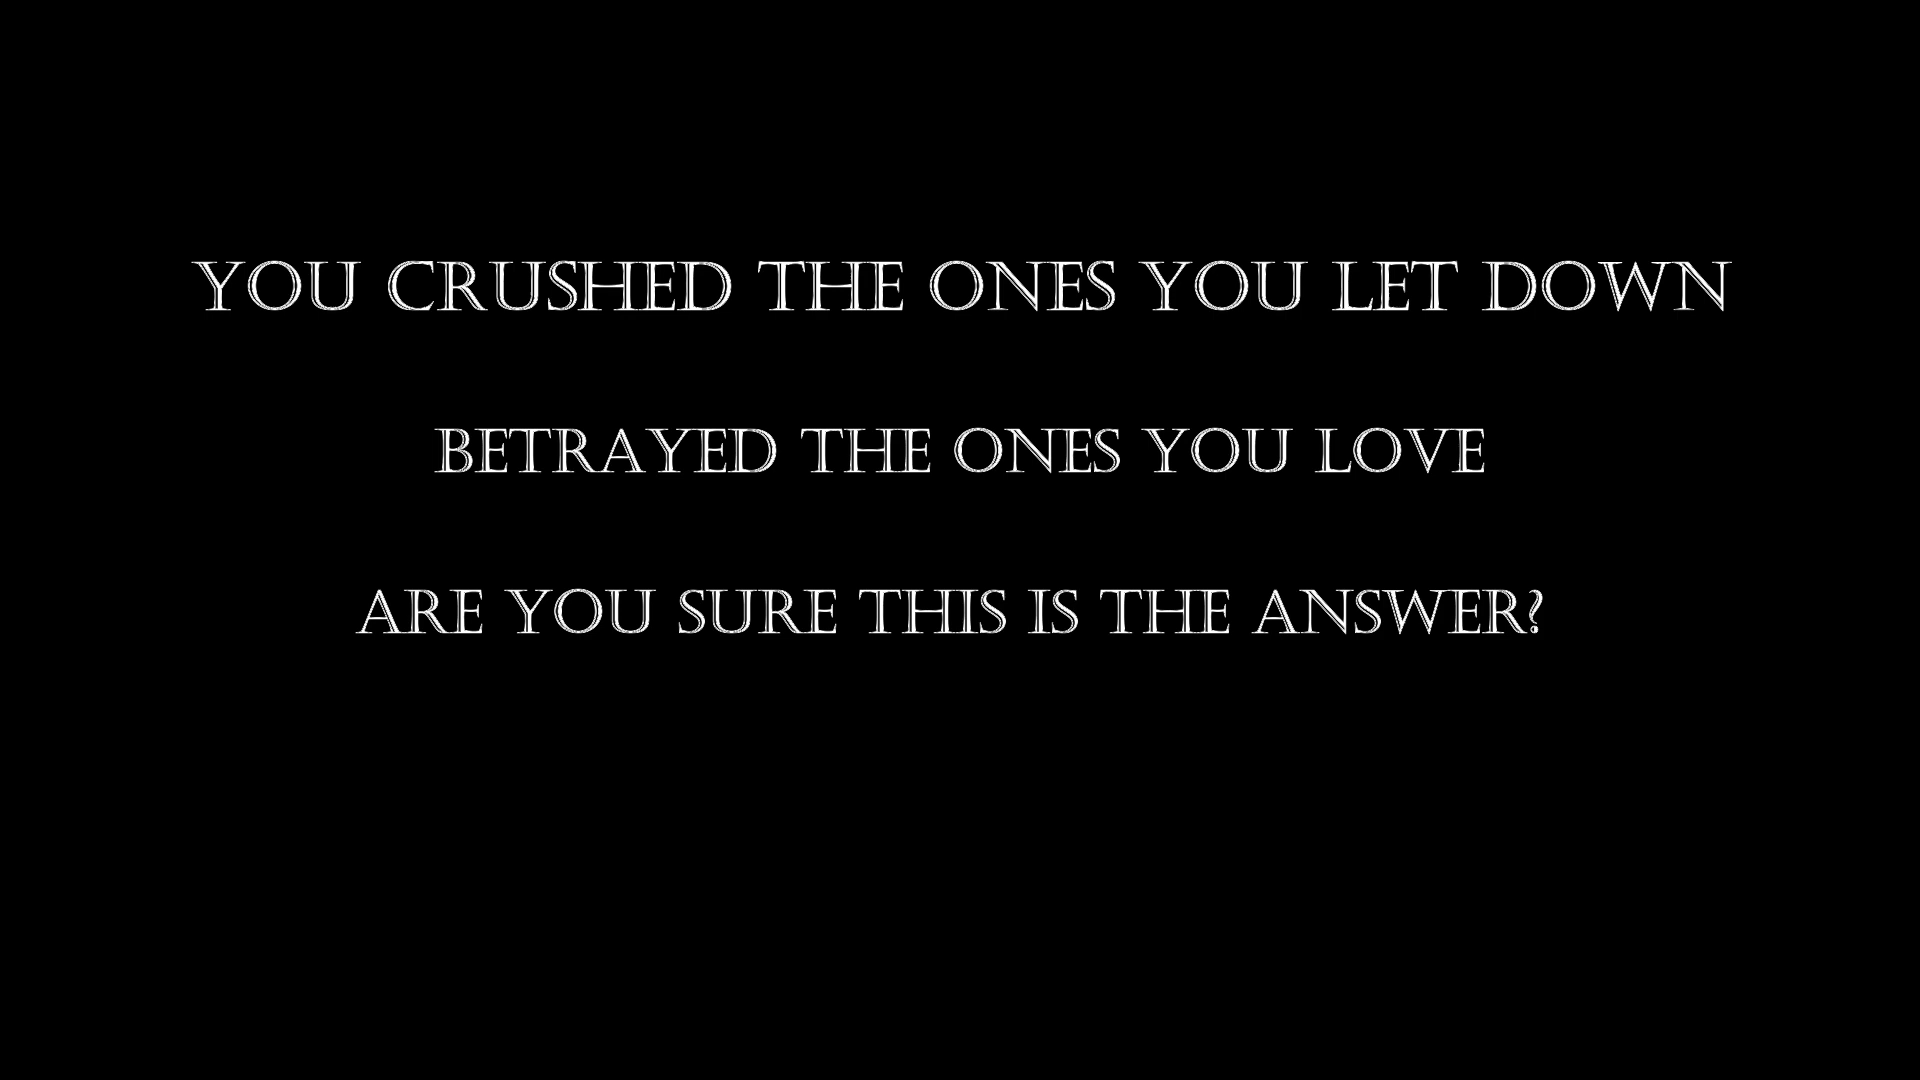 YOU CRUSHED THE ONES YOU LET DOWN
BETRAYED THE ONES YOU LOVE
ARE YOU SURE THIS IS THE ANSWER?